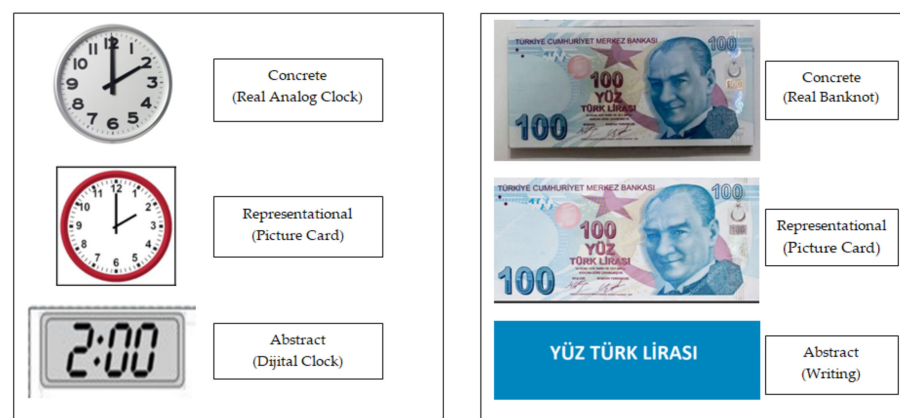 11 12 1
10 2
9 3
8 4
7 6 5
Concrete
(Real Analog Clock)
11 12 1
10 2
9 3
8 4
7 6 5
Representational
(Picture Card)
2:00
Abstract
(Dijital Clock)
TÜRKİYE CUMHURİYET MERKEZ BANKASI 100
100
YÜZ
TÜRK LİRASI
100
Concrete
(Real Banknot)
TÜRKİYE CUMHURİYET MERKEZ BANKASI 100
100
YÜZ
TÜRK LİRASI
100
Representational
(Picture Card)
YÜZ TÜRK LİRASI
Abstract
(Writing)